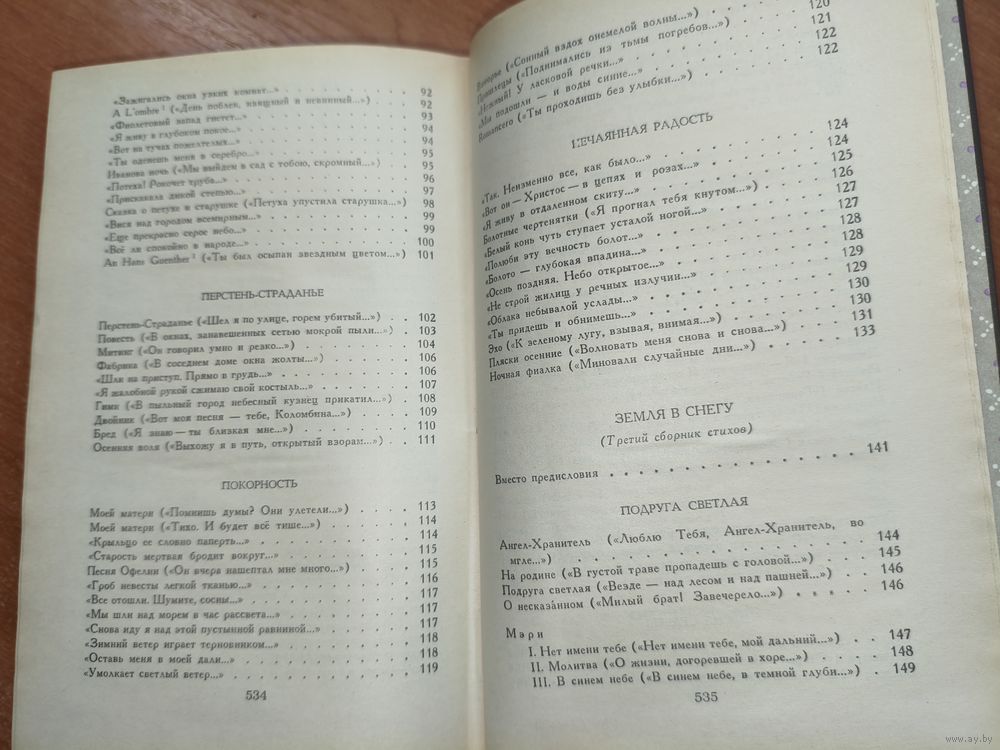 «Зажигались окна узких комнат...» 92
A L'ombre¹ («День поблек, изящный и невинный...») 92
«Фиолетовый запад гнетет...» 93
«Я живу в глубоком покое...» 94
«Вот на тучах пожелтелых...» 94
«Ты оденешь меня в серебро...» 95
Иванова ночь («Мы выйдем в сад с тобою, скромный...») 95
«Потеха! Рокочет труба...» 96
«Прискакала дикой степью...» 97
Сказка о петухе и старушке («Петуха упустила старушка...») 98
«Вися над городом всемирным...» 99
«Еще прекрасно серое небо...» 99
«Всё ли спокойно в народе...» 100
An Hans Guenther² («Ты был осыпан звездным цветом...») 101
ПЕРСТЕНЬ-СТРАДАНЬЕ
Перстень-Страданье («Шел я по улице, горем убитый...») 102
Повесть («В окнах, занавешенных сетью мокрой пыли...») 103
Митинг («Он говорил умно и резко...») 104
Фабрика («В соседнем доме окна жолты...») 106
«Шли на приступ. Прямо в грудь...» 106
«Я жалобной рукой сжимаю свой костыль...» 107
Гимн («В пыльный город небесный кузнец прикатил...») 108
Двойник («Вот моя песня — тебе, Коломбина...») 109
Бред («Я знаю — ты близкая мне...») 110
Осенняя воля («Выхожу я в путь, открытый взорам...») 111
ПОКОРНОСТЬ
Моей матери («Помнишь думы? Они улетели...») 113
Моей матери («Тихо. И будет всё тише...») 114
«Крыльцо ее словно паперть...» 114
«Старость мертвая бродит вокруг...» 115
Песня Офелии («Он вчера нашептал мне много...») 115
«Гроб невесты легкой тканью...» 116
«Все отошли. Шумите, сосны...» 117
«Мы шли над морем в час рассвета...» 117
«Снова иду я над этой пустынной равниной...» 117
«Зимний ветер играет терновником...» 118
«Оставь меня в моей дали...» 118
«Умолкает светлый ветер...» 119
534
Взморье («Сонный вздох онемелой волны...») 120
Пришлецы («Поднимались из тьмы погребов...») 121
«Нежный! У ласковой речки... 122
«Мы подошли — и воды синие...» 122
Romancero («Ты проходишь без улыбки...»)
НЕЧАЯННАЯ РАДОСТЬ
«Так. Неизменно все, как было...» 124
«Вот он — Христос — в цепях и розах...» 124
«Я живу в отдаленном скиту...» 125
Болотные чертенятки («Я прогнал тебя кнутом...») 126
«Белый конь чуть ступает усталой ногой...» 127
«Полюби эту вечность болот...» 127
«Болото — глубокая впадина...» 128
«Осень поздняя. Небо открытое...» 128
«Не строй жилищ у речных излучин...» 129
«Облака небывалой услады...» 129
«Ты придешь и обнимешь...» 130
Эхо («К зеленому лугу, взывая, внимая...») 130
Пляски осенние («Волновать меня снова и снова...») 131
Ночная фиалка («Миновали случайные дни...») 133
ЗЕМЛЯ В СНЕГУ
(Третий сборник стихов)
Вместо предисловия 141
ПОДРУГА СВЕТЛАЯ
Ангел-Хранитель («Люблю Тебя, Ангел-Хранитель, во
мгле...») 144
На родине («В густой траве пропадешь с головой...») 145
Подруга светлая («Везде — над лесом и над пашней...») 146
О несказа́нном («Милый брат! Завечерело...») 146
Мэри
I. Нет имени тебе («Нет имени тебе, мой дальний...») 147
II. Молитва («О жизни, догоревшей в хоре...») 148
III. В синем небе («В синем небе, в темной глуби...») 149
535
www.ay.by